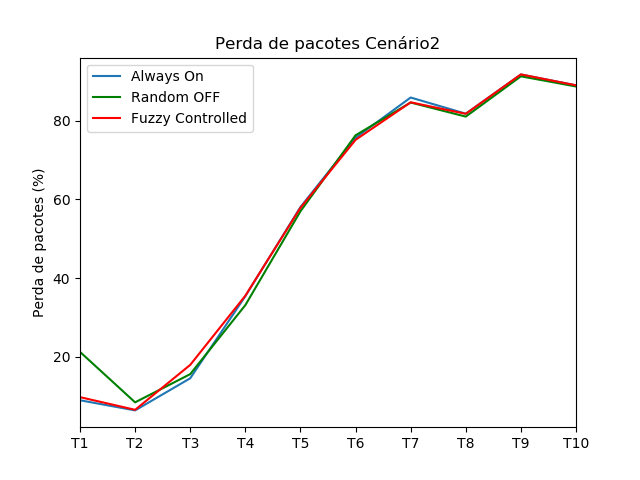 Perda de pacotes Cenário2
Always On
Random OFF
Fuzzy Controlled
Perda de pacotes (%)
80
60
40
20
T1 T2 T3 T4 T5 T6 T7 T8 T9 T10